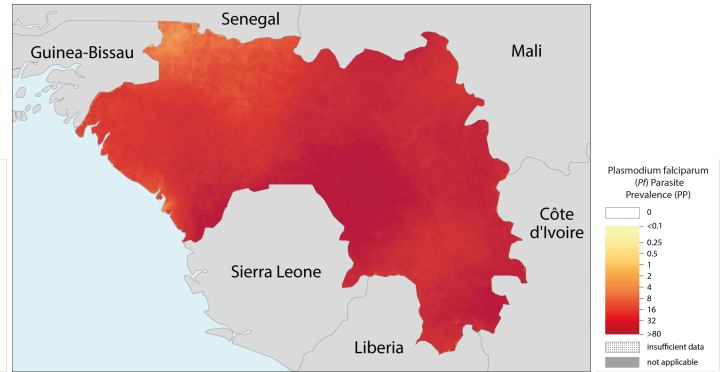 Senegal
Guinea-Bissau
Mali
Côte
d'Ivoire
Sierra Leone
Liberia
Plasmodium falciparum
(Pf) Parasite
Prevalence (PP)
0
<0.1
0.25
0.5
1
2
4
8
16
32
>80
insufficient data
not applicable